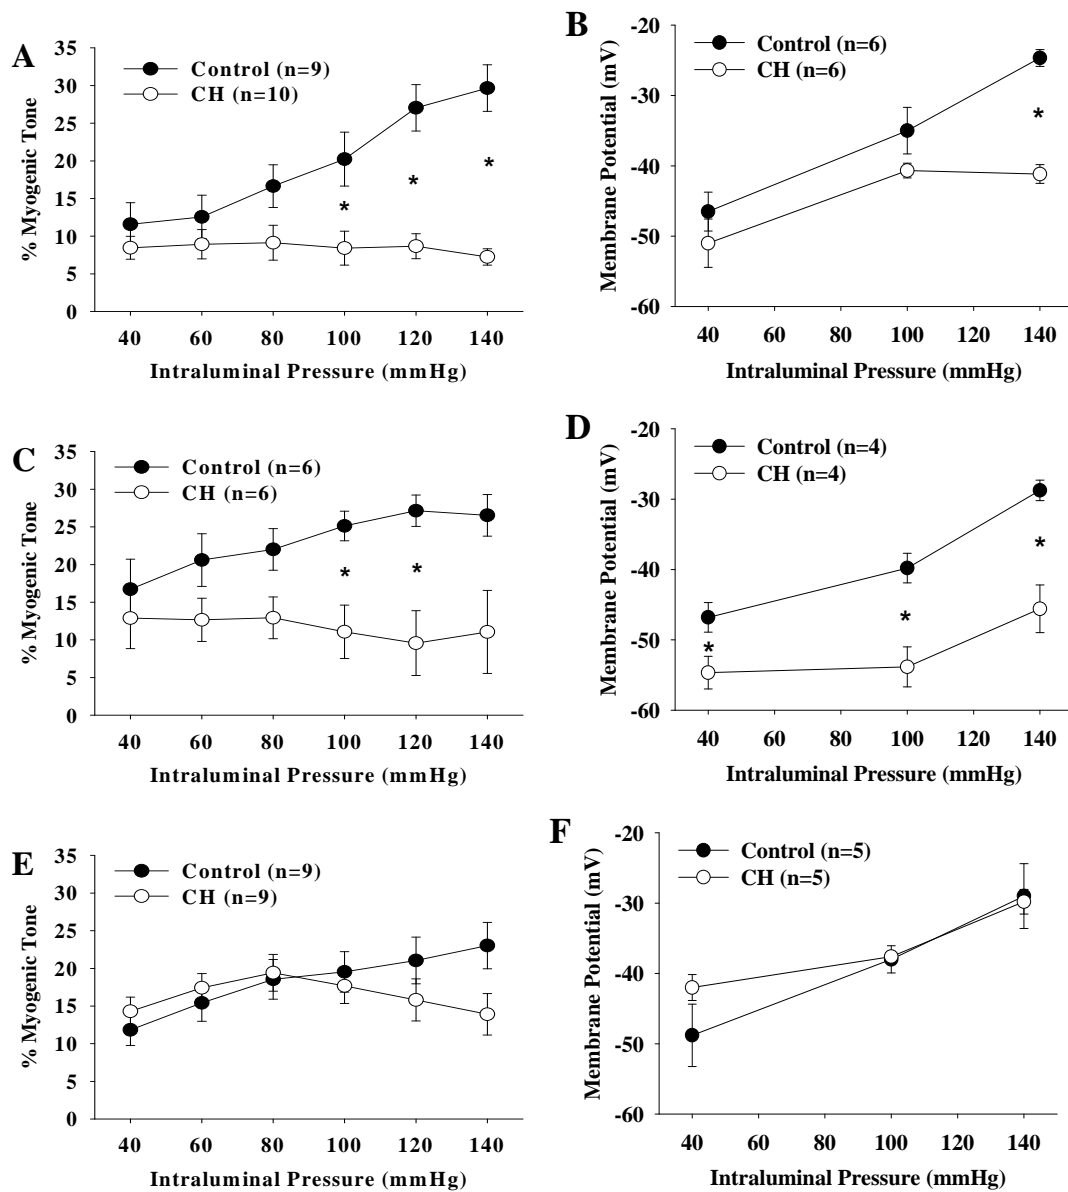 A
35
30
25
20
15
10
5
0
% Myogenic Tone
Control (n=9)
CH (n=10)
*
*
*
40 60 80 100 120 140
Intraluminal Pressure (mmHg)
B
-20
-30
-40
-50
-60
Membrane Potential (mV)
Control (n=6)
CH (n=6)
*
40 60 80 100 120 140
Intraluminal Pressure (mmHg)
C
35
30
25
20
15
10
5
0
% Myogenic Tone
Control (n=6)
CH (n=6)
*
*
40 60 80 100 120 140
Intraluminal Pressure (mmHg)
D
-20
-30
-40
-50
-60
Membrane Potential (mV)
Control (n=4)
CH (n=4)
*
*
*
40 60 80 100 120 140
Intraluminal Pressure (mmHg)
E
35
30
25
20
15
10
5
0
% Myogenic Tone
Control (n=9)
CH (n=9)
40 60 80 100 120 140
Intraluminal Pressure (mmHg)
F
-20
-30
-40
-50
-60
Membrane Potential (mV)
Control (n=5)
CH (n=5)
40 60 80 100 120 140
Intraluminal Pressure (mmHg)